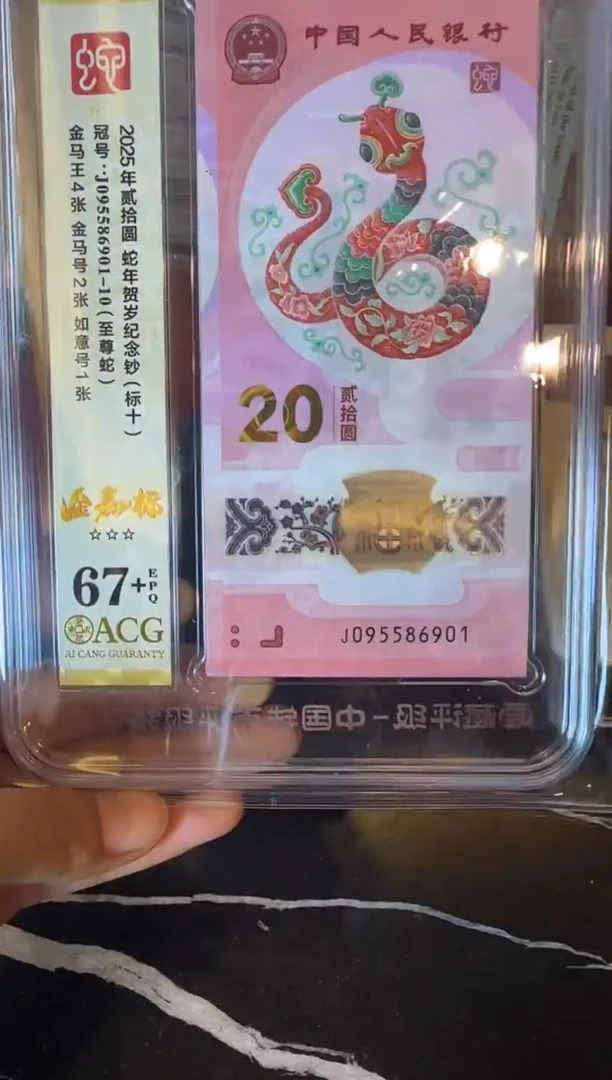 蛇
2025年贰拾圆 蛇年贺岁纪念钞(标十)
冠号:J095586901-10(至尊蛇)
金马王4张 金马号2张 如意号1张
☆☆☆
67+EPQ
ACG
AI CANG GUARANTY
中国人民银行
蛇
20
贰拾圆
J095586901